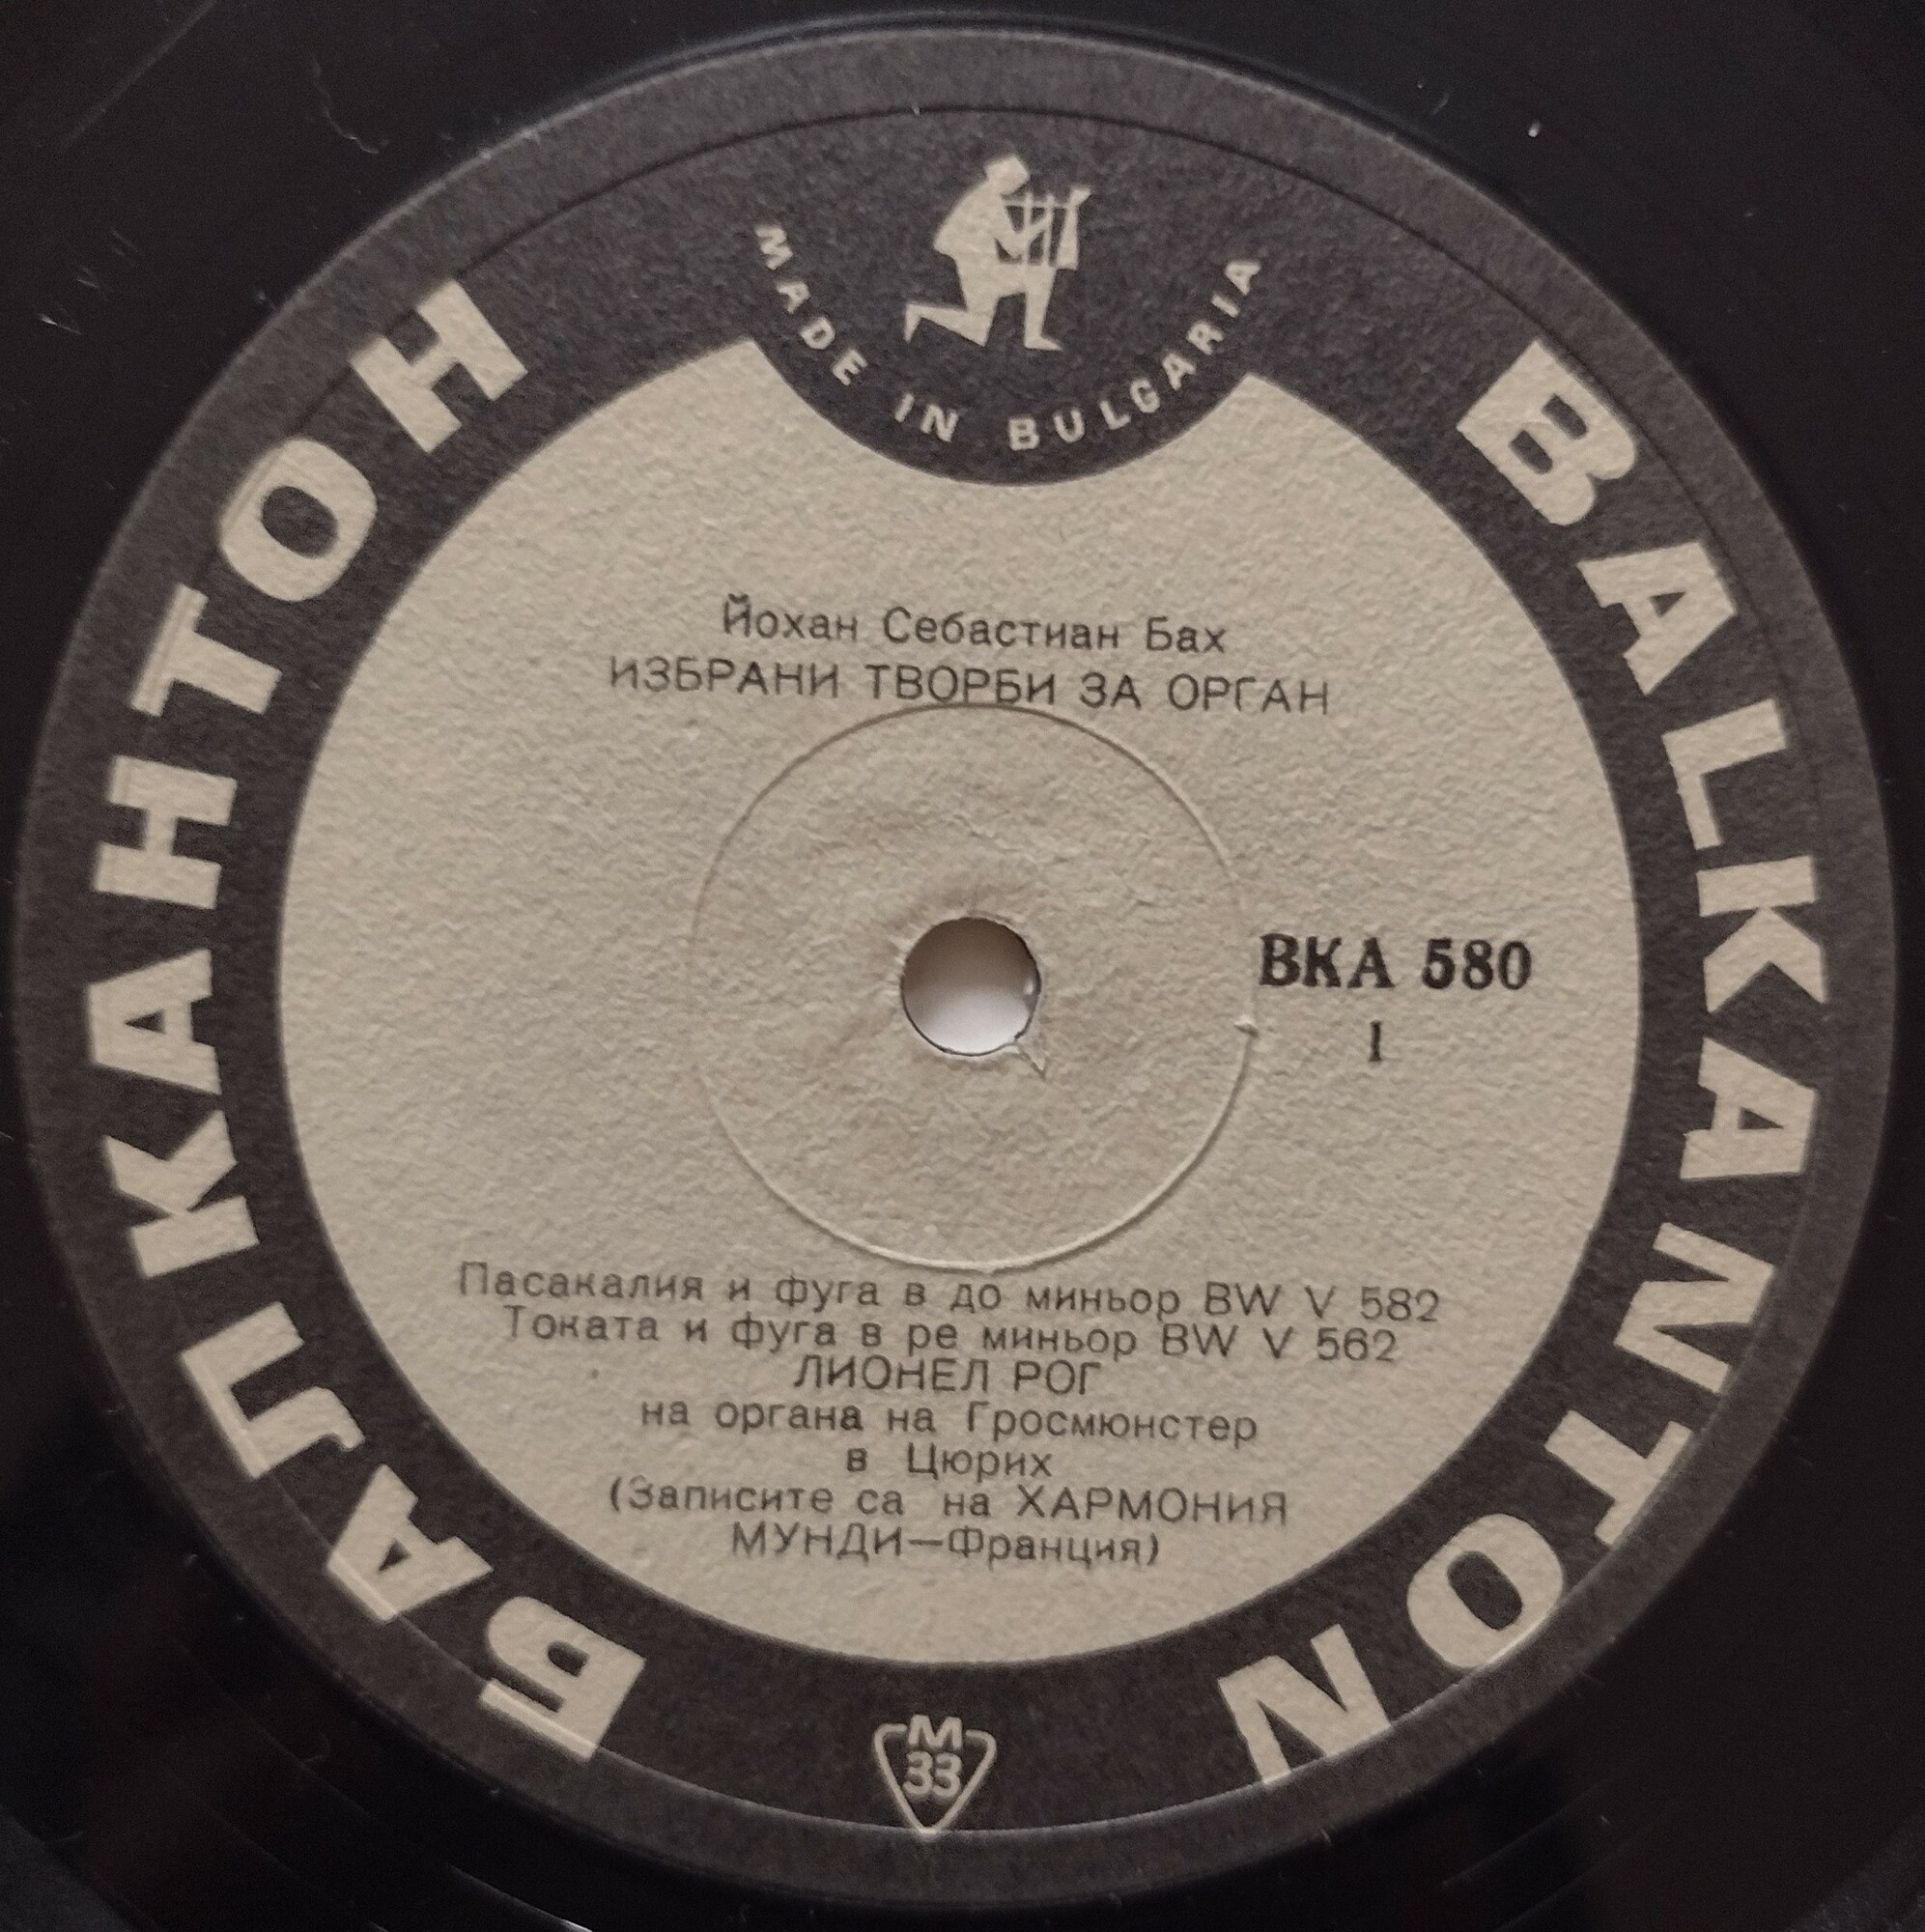 MADE IN BULGARIA
БАЛКАНТОН
BALKANTON
Йохан Себастиан Бах
ИЗБРАНИ ТВОРБИ ЗА ОРГАН
ВКА 580
I
Пасакалия и фуга в до миньор BW V 582
Токата и фуга в ре миньор BW V 562
ЛИОНЕЛ РОГ
на органа на Гросмюнстер
в Цюрих
(Записите са на ХАРМОНИЯ
МУНДИ—Франция)
М
33